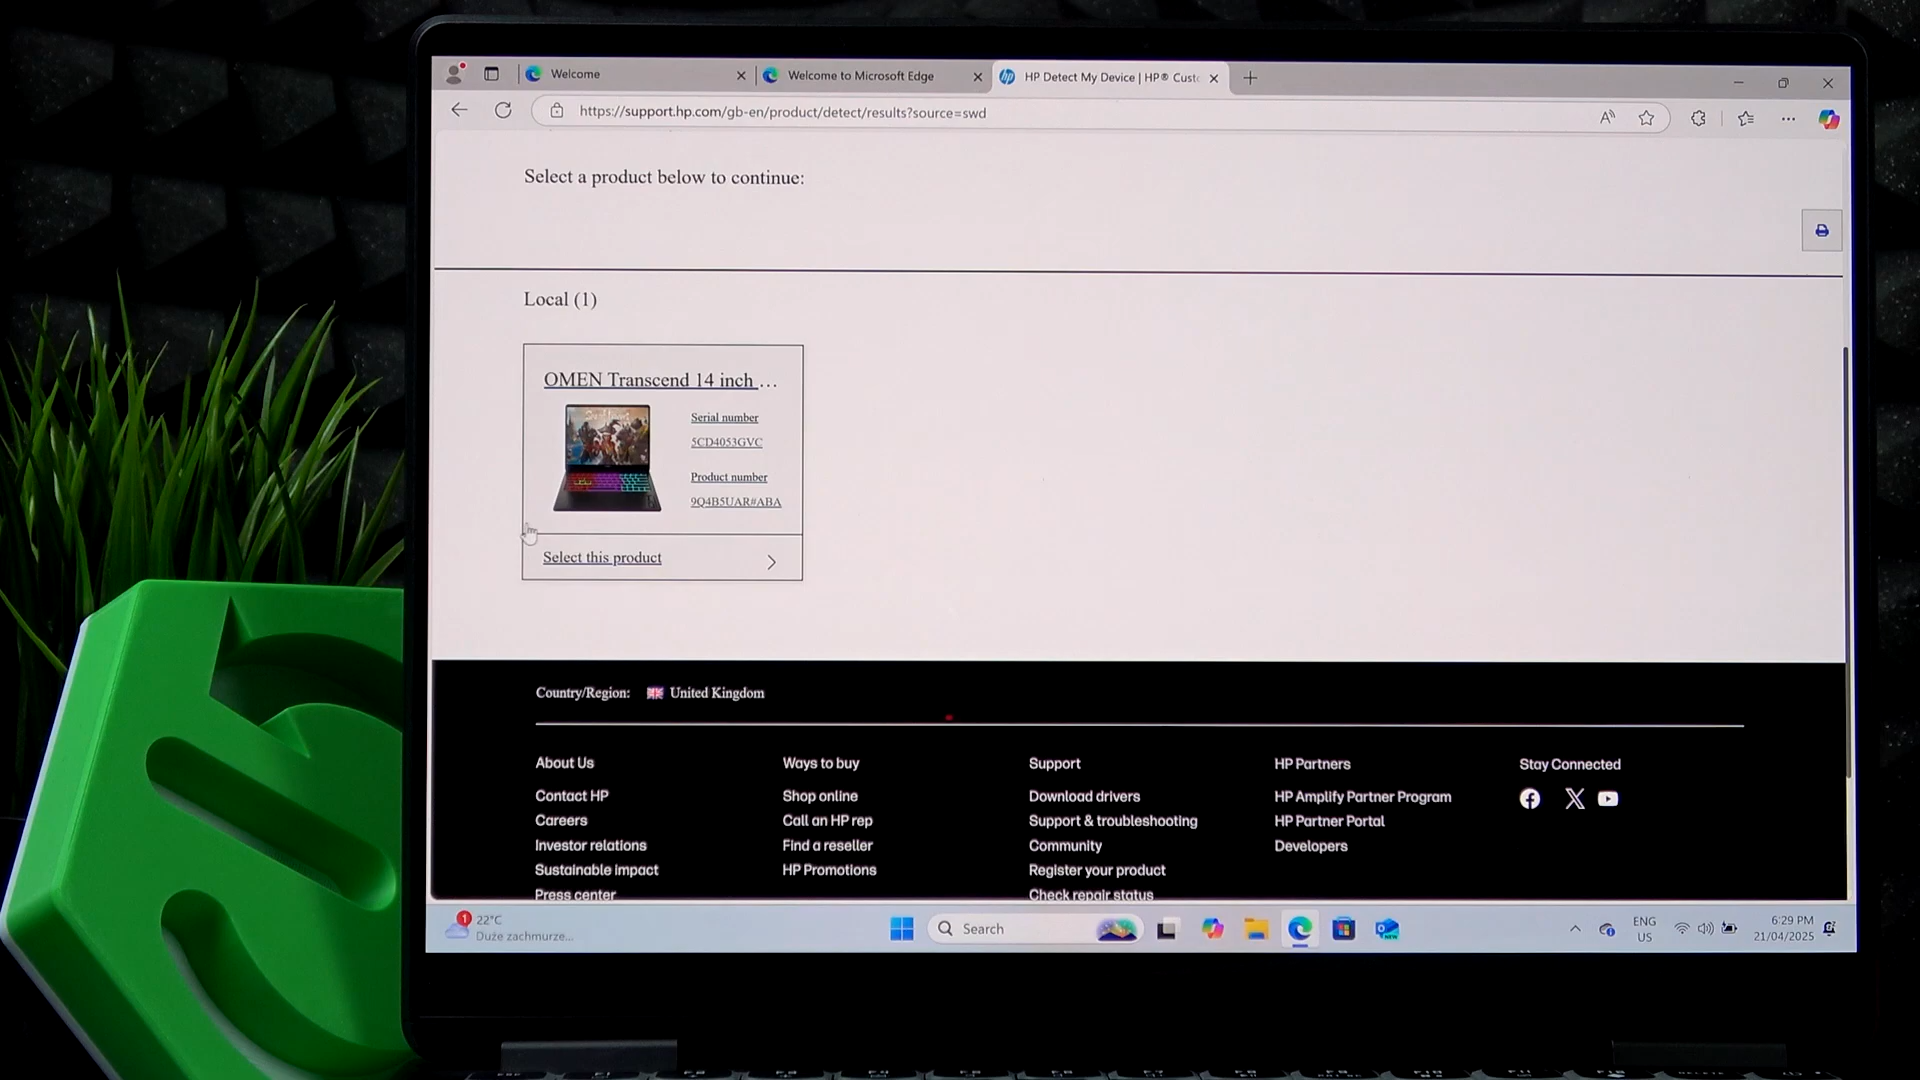 Welcome
Welcome to Microsoft Edge
HP Detect My Device | HP® Cust
https://support.hp.com/gb-en/product/detect/results?source=swd
Select a product below to continue:
Local (1)
OMEN Transcend 14 inch ...
Serial number
5CD4053GVC
Product number
9Q4B5UAR#ABA
Select this product
Country/Region: United Kingdom
About Us
Contact HP
Careers
Investor relations
Sustainable impact
Press center
Ways to buy
Shop online
Call an HP rep
Find a reseller
HP Promotions
Support
Download drivers
Support & troubleshooting
Community
Register your product
Check repair status
HP Partners
HP Amplify Partner Program
HP Partner Portal
Developers
Stay Connected
1
22°C
Duże zachmurze...
Search
ENG
US
6:29 PM
21/04/2025